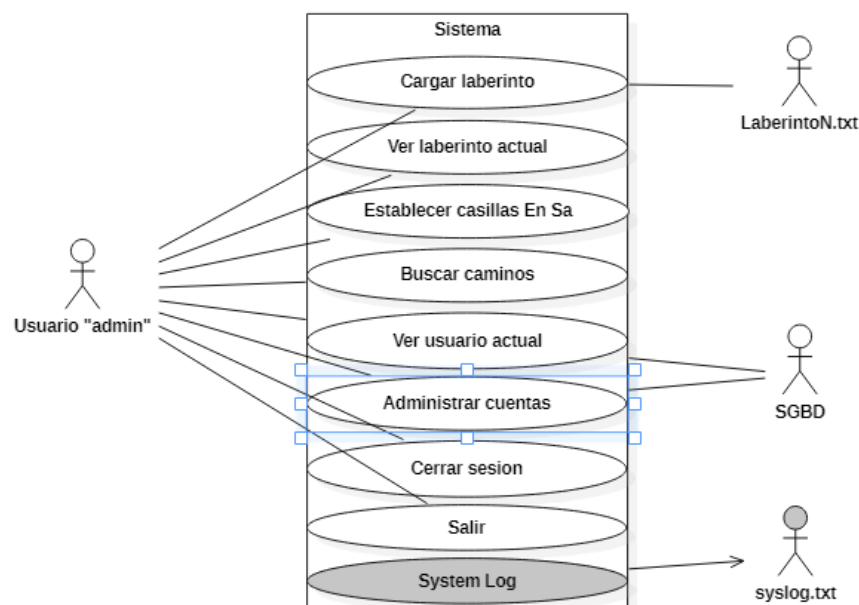 Sistema
Cargar laberinto
LaberintoN.txt
Ver laberinto actual
Establecer casillas En Sa
Buscar caminos
Usuario "admin"
Ver usuario actual
Administrar cuentas
SGBD
Cerrar sesion
Salir
System Log
syslog.txt